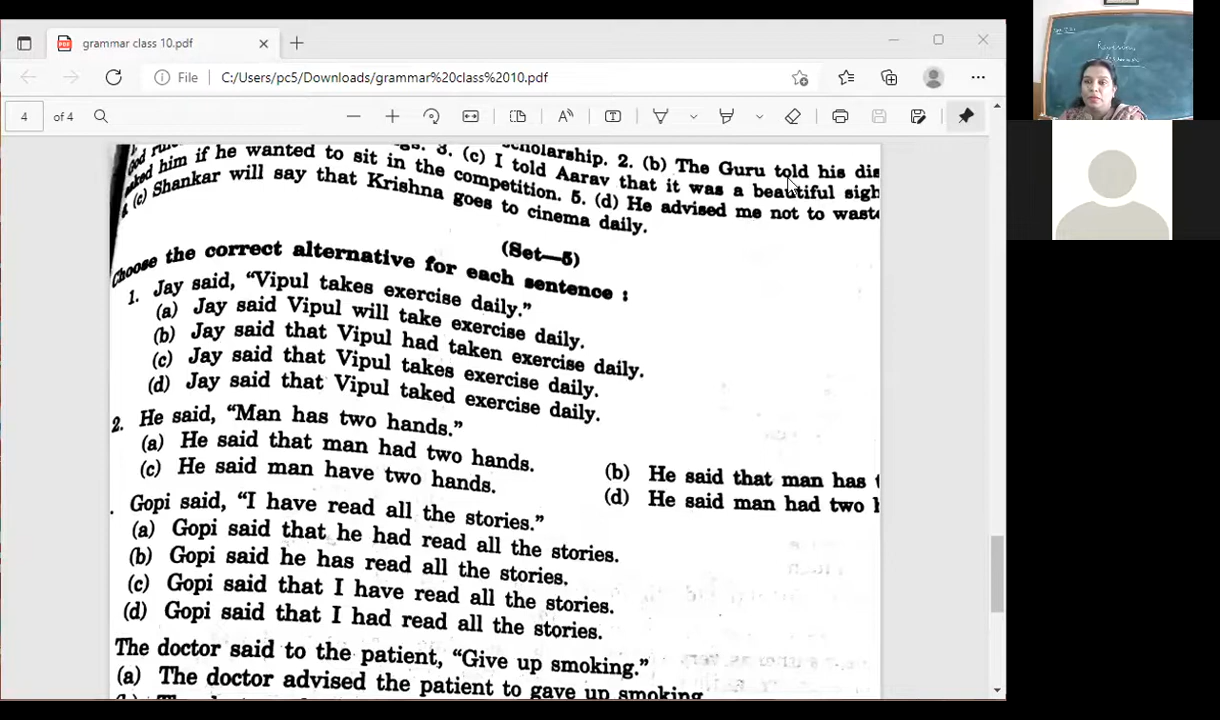 grammar class 10.pdf
File C:/Users/pc5/Downloads/grammar%20class%2010.pdf
4 of 4
scholarship. 2. (b) The Guru told his
3. (c) I told Aarav that it was a beautiful
him if he wanted to sit in the competition. 5. (d) He advised me not to
(c) Shankar will say that Krishna goes to cinema daily.
(Set—5)
Choose the correct alternative for each sentence :
1. Jay said, "Vipul takes exercise daily."
(a) Jay said Vipul will take exercise daily.
(b) Jay said that Vipul had taken exercise daily.
(c) Jay said that Vipul takes exercise daily.
(d) Jay said that Vipul taked exercise daily.
2. He said, "Man has two hands."
(a) He said that man had two hands.
(b) He said that man has
(c) He said man have two hands.
(d) He said man had two
Gopi said, "I have read all the stories."
(a) Gopi said that he had read all the stories.
(b) Gopi said he has read all the stories.
(c) Gopi said that I have read all the stories.
(d) Gopi said that I had read all the stories.
The doctor said to the patient, "Give up smoking."
(a) The doctor advised the patient to gave up smoking